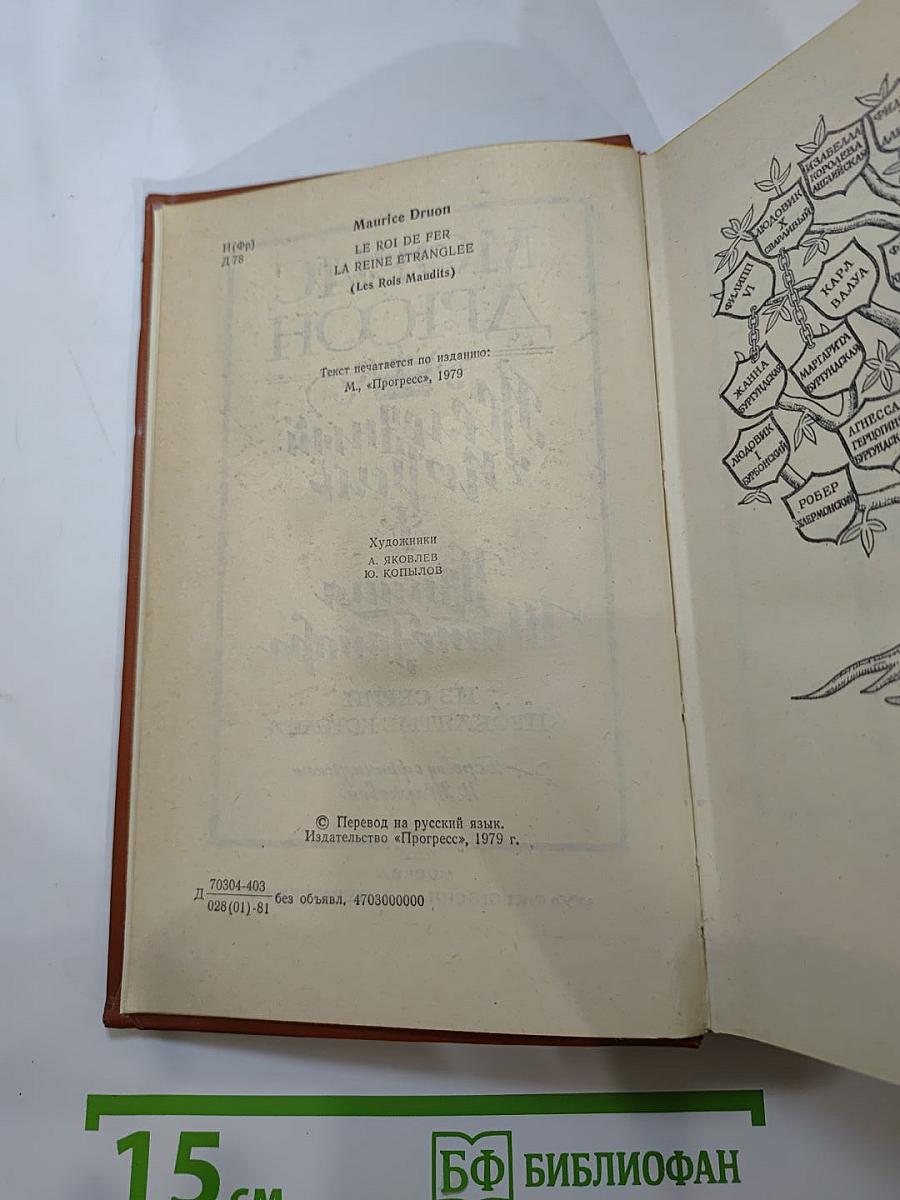 И(Фр)
Д 78
Maurice Druon
LE ROI DE FER
LA REINE ÉTRANGLÉE
(Les Rois Maudits)
Текст печатается по изданию:
М., «Прогресс», 1979
Художники
А. ЯКОВЛЕВ
Ю. КОПЫЛОВ
© Перевод на русский язык.
Издательство «Прогресс», 1979 г.
Д 70304-403
028(01)-81 без объявл, 4703000000
ИЗАБЕЛЛА
КОРОЛЕВА
АНГЛИЙСКАЯ
ЛЮДОВИК
X
СВАРЛИВЫЙ
ФИЛИПП
VI
КАРЛ
ВАЛУА
ЖАННА
БУРГУНДСКАЯ
МАРГАРИТА
БУРГУНДСКАЯ
ЛЮДОВИК
I
БУРБОНСКИЙ
АГНЕССА
РОБЕР
КЛЕРМОНСКИЙ
15 см
БФ БИБЛИОФАН